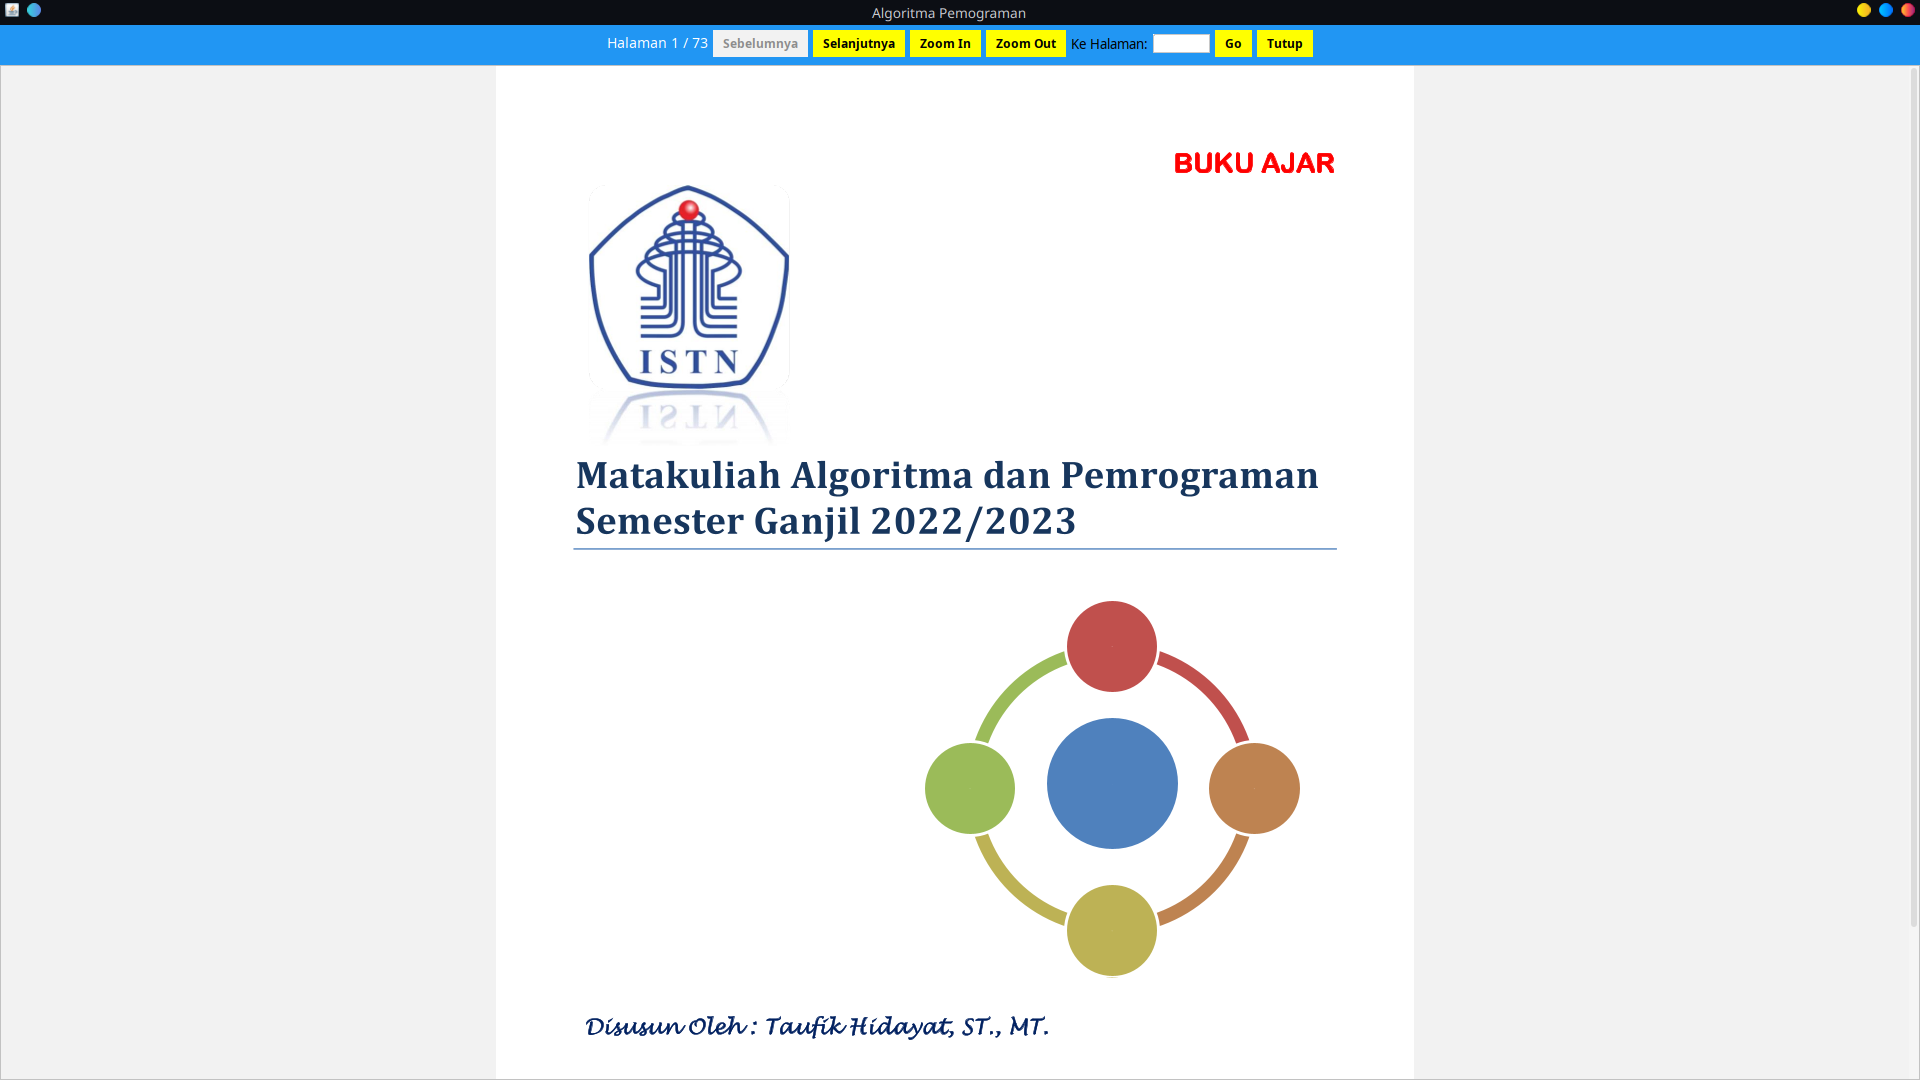 Algoritma Pemograman
Halaman 1 / 73 Sebelumnya Selanjutnya Zoom In Zoom Out Ke Halaman: Go Tutup
BUKU AJAR
ISTN
ISTN
Matakuliah Algoritma dan Pemrograman
Semester Ganjil 2022/2023
Disusun Oleh : Taufik Hidayat, ST., MT.